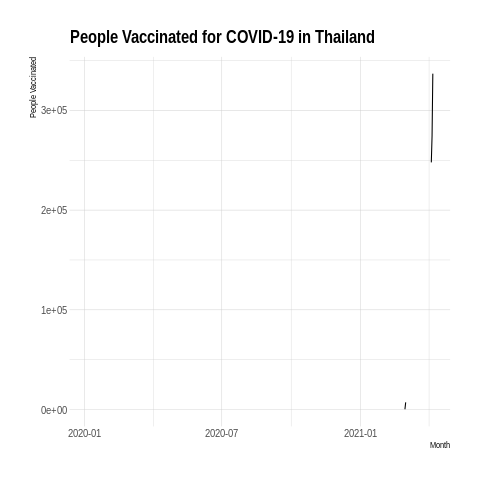 People Vaccinated for COVID-19 in Thailand
People Vaccinated
3e+05
2e+05
1e+05
0e+00
2020-01
2020-07
2021-01
Month